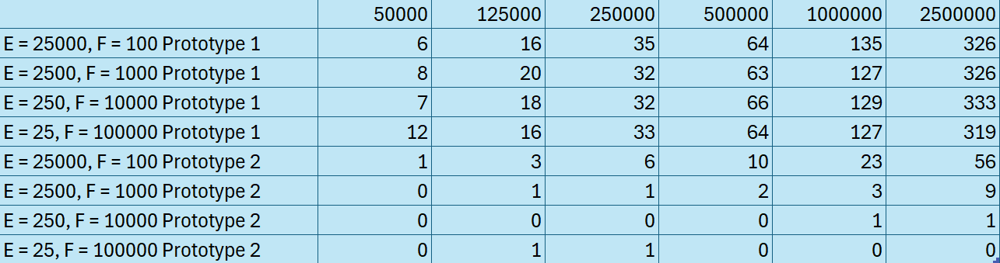 50000 125000 250000 500000 1000000 2500000
E = 25000, F = 100 Prototype 1 6 16 35 64 135 326
E = 2500, F = 1000 Prototype 1 8 20 32 63 127 326
E = 250, F = 10000 Prototype 1 7 18 32 66 129 333
E = 25, F = 100000 Prototype 1 12 16 33 64 127 319
E = 25000, F = 100 Prototype 2 1 3 6 10 23 56
E = 2500, F = 1000 Prototype 2 0 1 1 2 3 9
E = 250, F = 10000 Prototype 2 0 0 0 0 1 1
E = 25, F = 100000 Prototype 2 0 1 1 0 0 0